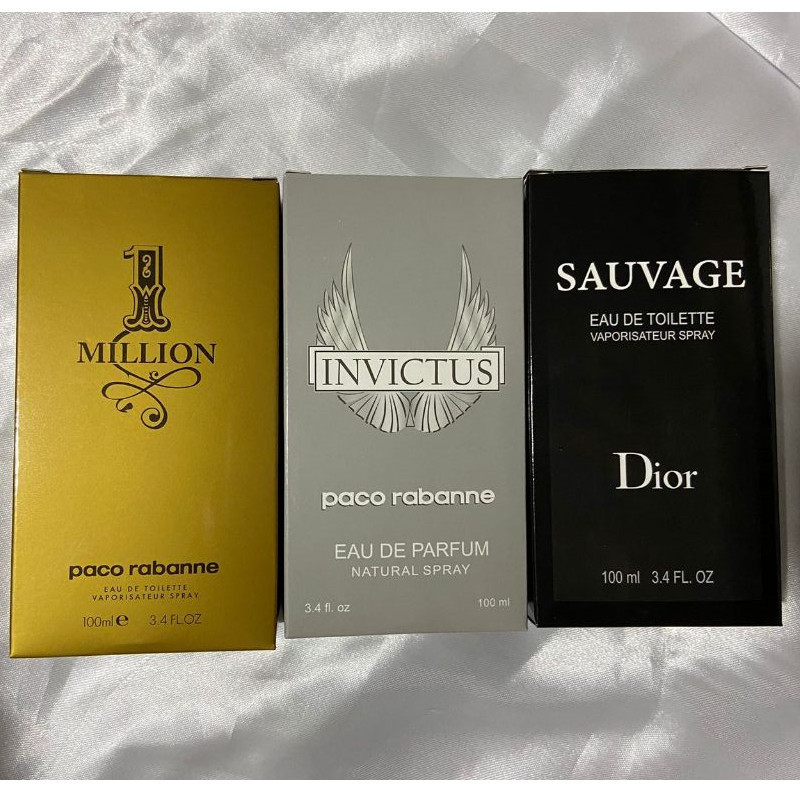 1
MILLION
paco rabanne
EAU DE TOILETTE
VAPORISATEUR SPRAY
100ml e 3.4 FL.OZ
INVICTUS
paco rabanne
EAU DE PARFUM
NATURAL SPRAY
3.4 fl. oz 100 ml
SAUVAGE
EAU DE TOILETTE
VAPORISATEUR SPRAY
Dior
100 ml 3.4 FL. OZ